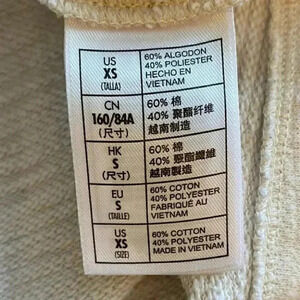 US
XS
(TALLA)
60% ALGODON
40% POLIESTER
HECHO EN
VIETNAM
CN
160/84A
(尺寸)
60% 棉
40% 聚酯纤维
越南制造
HK
S
(尺寸)
60% 棉
40% 聚酯纖維
越南製造
EU
S
(TAILLE)
60% COTON
40% POLYESTER
FABRIQUÉ AU
VIETNAM
US
XS
(SIZE)
60% COTTON
40% POLYESTER
MADE IN VIETNAM